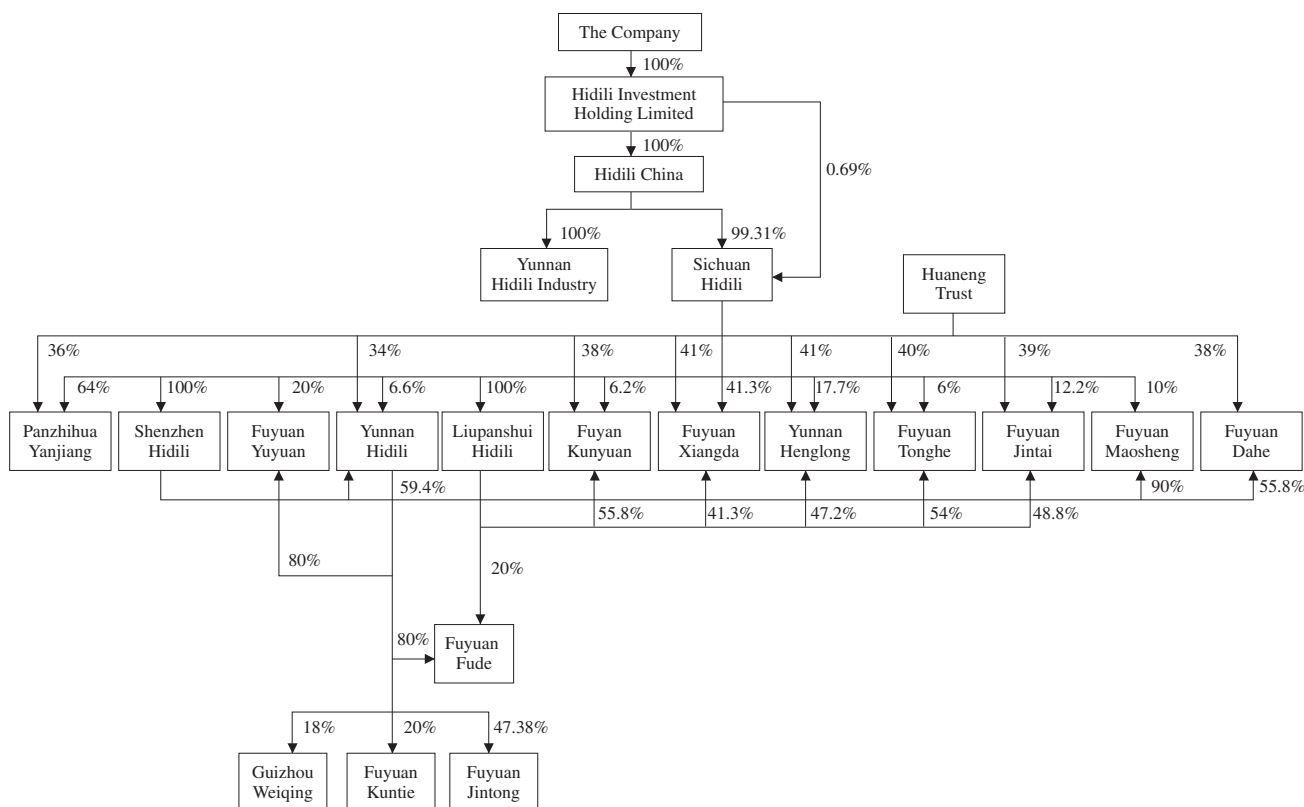 The Company
100%
Hidili Investment
Holding Limited
100%
Hidili China
0.69%
100%
99.31%
Yunnan
Hidili Industry
Sichuan
Hidili
Huaneng
Trust
36%
34%
38%
41%
41%
40%
39%
38%
64%
100%
20%
6.6%
100%
6.2%
41.3%
17.7%
6%
12.2%
10%
Panzhihua
Yanjiang
Shenzhen
Hidili
Fuyuan
Yuyuan
Yunnan
Hidili
Liupanshui
Hidili
Fuyan
Kunyuan
Fuyuan
Xiangda
Yunnan
Henglong
Fuyuan
Tonghe
Fuyuan
Jintai
Fuyuan
Maosheng
Fuyuan
Dahe
59.4%
90%
55.8%
55.8%
41.3%
47.2%
54%
48.8%
80%
20%
80%
Fuyuan
Fude
18%
20%
47.38%
Guizhou
Weiqing
Fuyuan
Kuntie
Fuyuan
Jintong